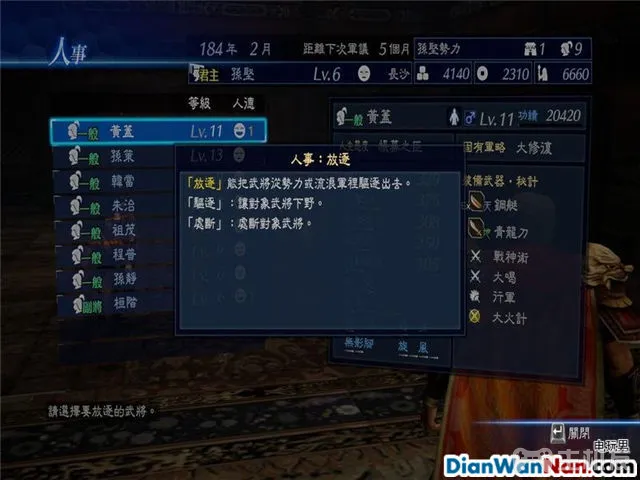 人事
184年 2月 距離下次軍議 5個月 孫堅勢力 1 9
君主 孫堅 Lv.6 長沙 4140 2310 6660
等級 人適
一般 黃蓋 Lv.11 1
一般 孫策 Lv.13
一般 韓當
一般 朱治
一般 祖茂
一般 程普
一般 孫靜
副將 桓階
一般 黃蓋 Lv.11 功績 20420
人事：放逐
「放逐」能把武將從勢力或流浪軍裡驅逐出去。
「驅逐」：讓對象武將下野。
「處斷」：處斷對象武將。
固有軍略 大修復
裝備武器・秘計
鋼鞭
青龍刀
戰神術
大喝
行軍
大火計
無影腳 旋風
請選擇要放逐的武將。
關閉
电玩男
DianWanNan.com